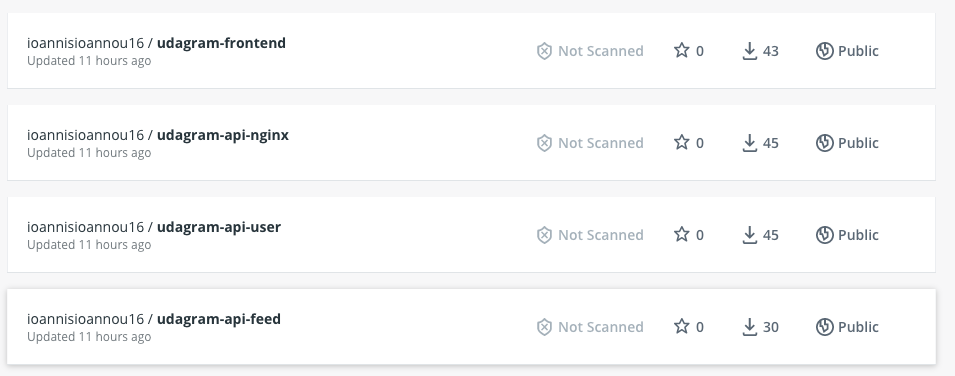 ioannisioannou16 / udagram-frontend
Updated 11 hours ago
Not Scanned 0 43 Public
ioannisioannou16 / udagram-api-nginx
Updated 11 hours ago
Not Scanned 0 45 Public
ioannisioannou16 / udagram-api-user
Updated 11 hours ago
Not Scanned 0 45 Public
ioannisioannou16 / udagram-api-feed
Updated 11 hours ago
Not Scanned 0 30 Public